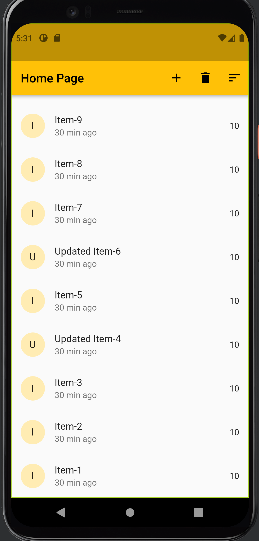 5:31
Home Page
I
Item-9
30 min ago
10
I
Item-8
30 min ago
10
I
Item-7
30 min ago
10
U
Updated Item-6
30 min ago
10
I
Item-5
30 min ago
10
U
Updated Item-4
30 min ago
10
I
Item-3
30 min ago
10
I
Item-2
30 min ago
10
I
Item-1
30 min ago
10